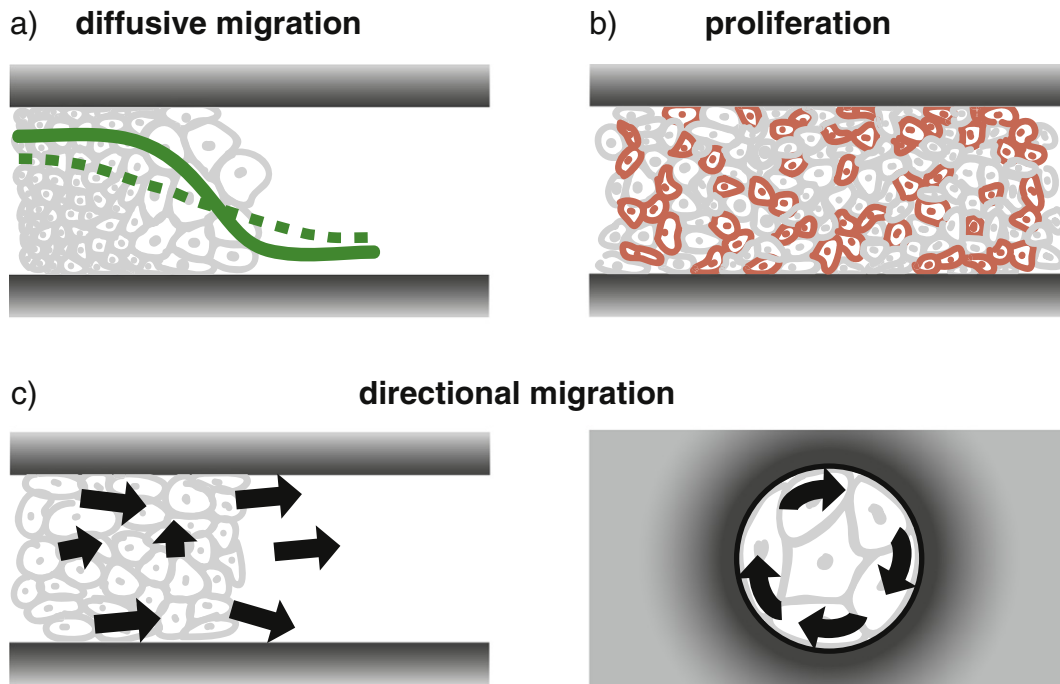 a) diffusive migration
b) proliferation
c) directional migration